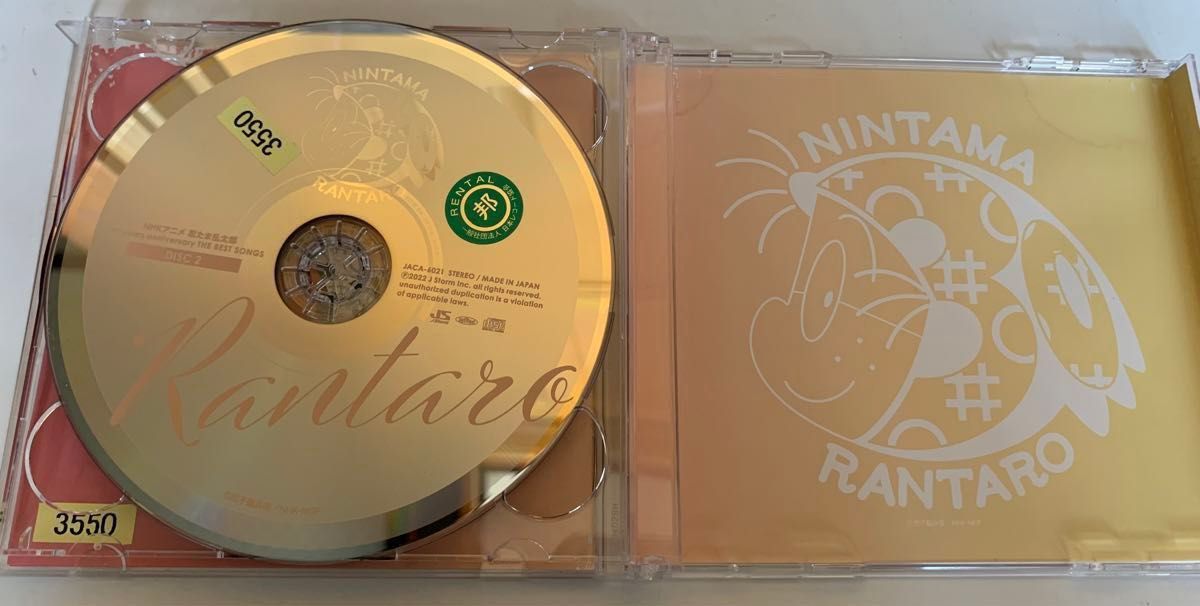 NINTAMA
RANTARO
3550
RENTAL
邦
NHKアニメ 忍たま乱太郎
anniversary THE BEST SONGS
DISC 2
JACA-6021 STEREO / MADE IN JAPAN
℗2022 J Storm Inc. all rights reserved.
unauthorized duplication is a violation
of applicable laws.
JS
Rantaro
3550
NINTAMA
RANTARO